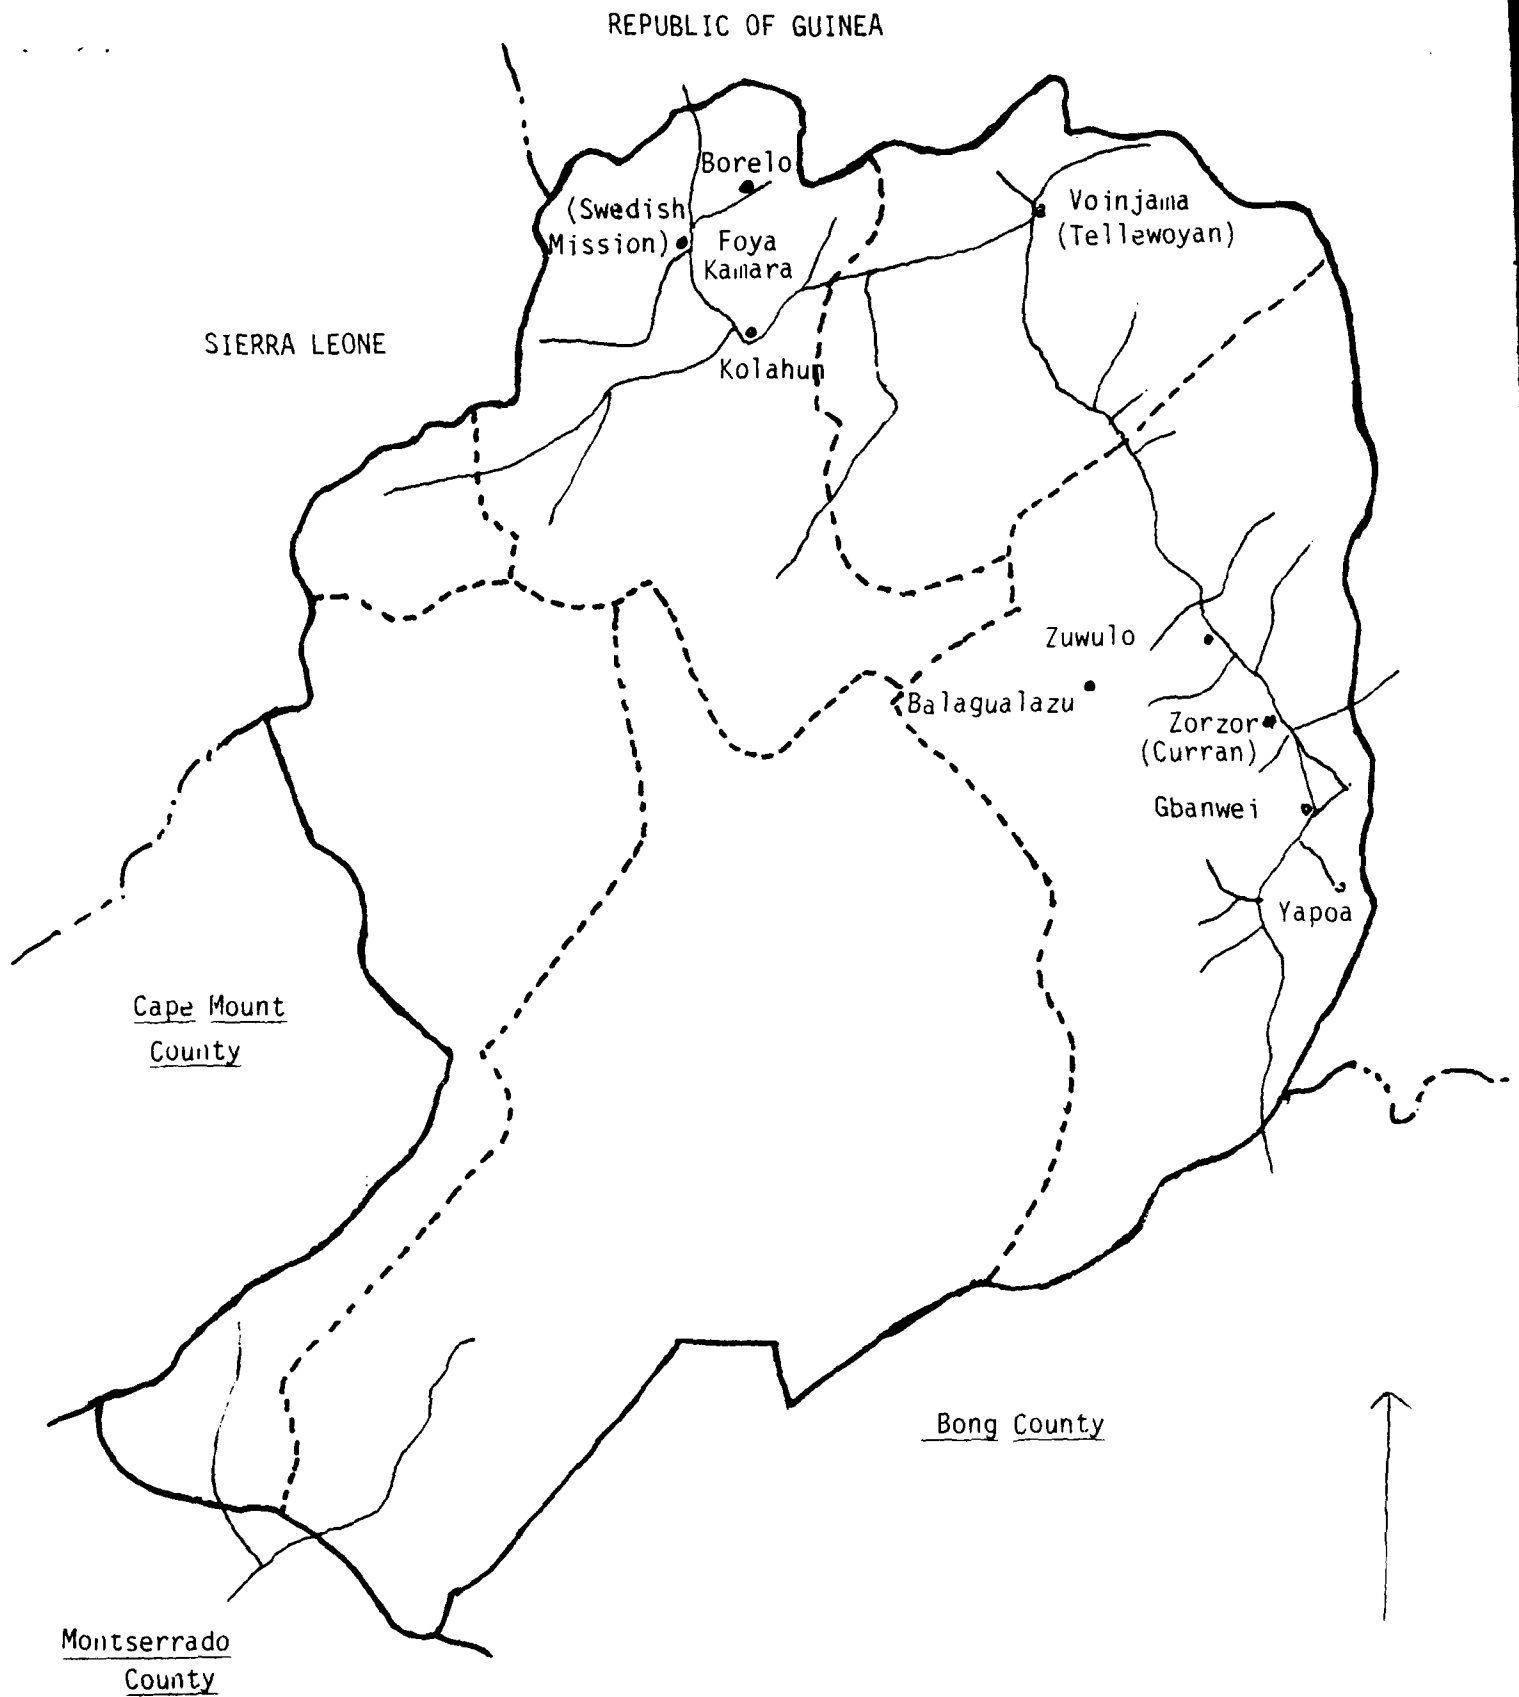 REPUBLIC OF GUINEA
Borelo
(Swedish
Mission)
Foya
Kamara
Voinjama
(Tellewoyan)
SIERRA LEONE
Kolahun
Zuwulo
Balagualazu
Zorzor
(Curran)
Gbanwei
Yapoa
Cape Mount
County
Bong County
Montserrado
County